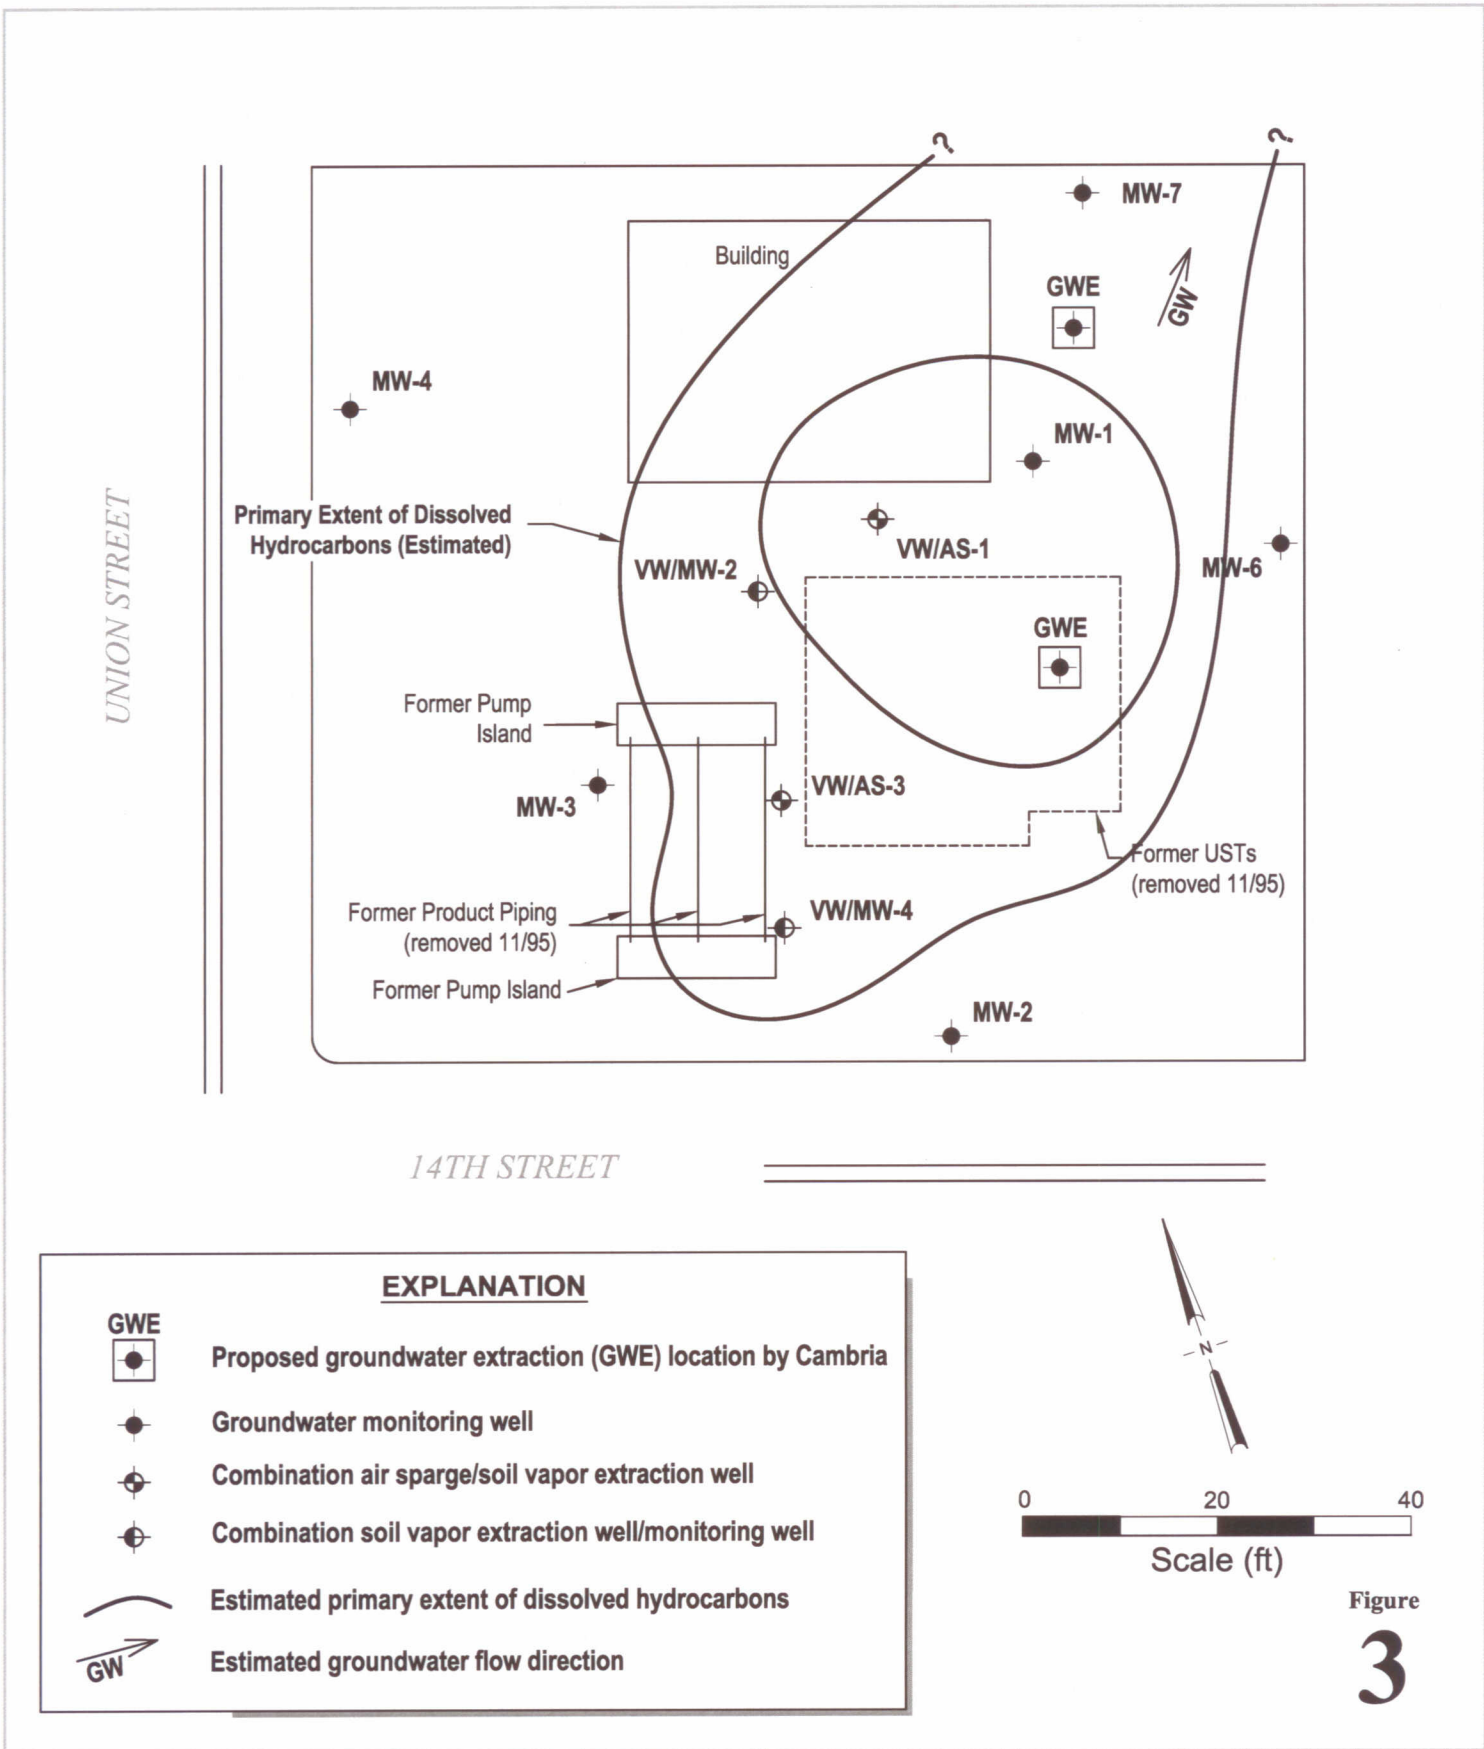 ?
?
MW-7
Building
GWE
GW
MW-4
MW-1
UNION STREET
Primary Extent of Dissolved
Hydrocarbons (Estimated)
VW/AS-1
VW/MW-2
MW-6
GWE
Former Pump
Island
VW/AS-3
MW-3
Former USTs
(removed 11/95)
Former Product Piping
(removed 11/95)
VW/MW-4
Former Pump Island
MW-2
14TH STREET
EXPLANATION
GWE
Proposed groundwater extraction (GWE) location by Cambria
Groundwater monitoring well
Combination air sparge/soil vapor extraction well
Combination soil vapor extraction well/monitoring well
Estimated primary extent of dissolved hydrocarbons
GW
Estimated groundwater flow direction
N
0 20 40
Scale (ft)
Figure
3